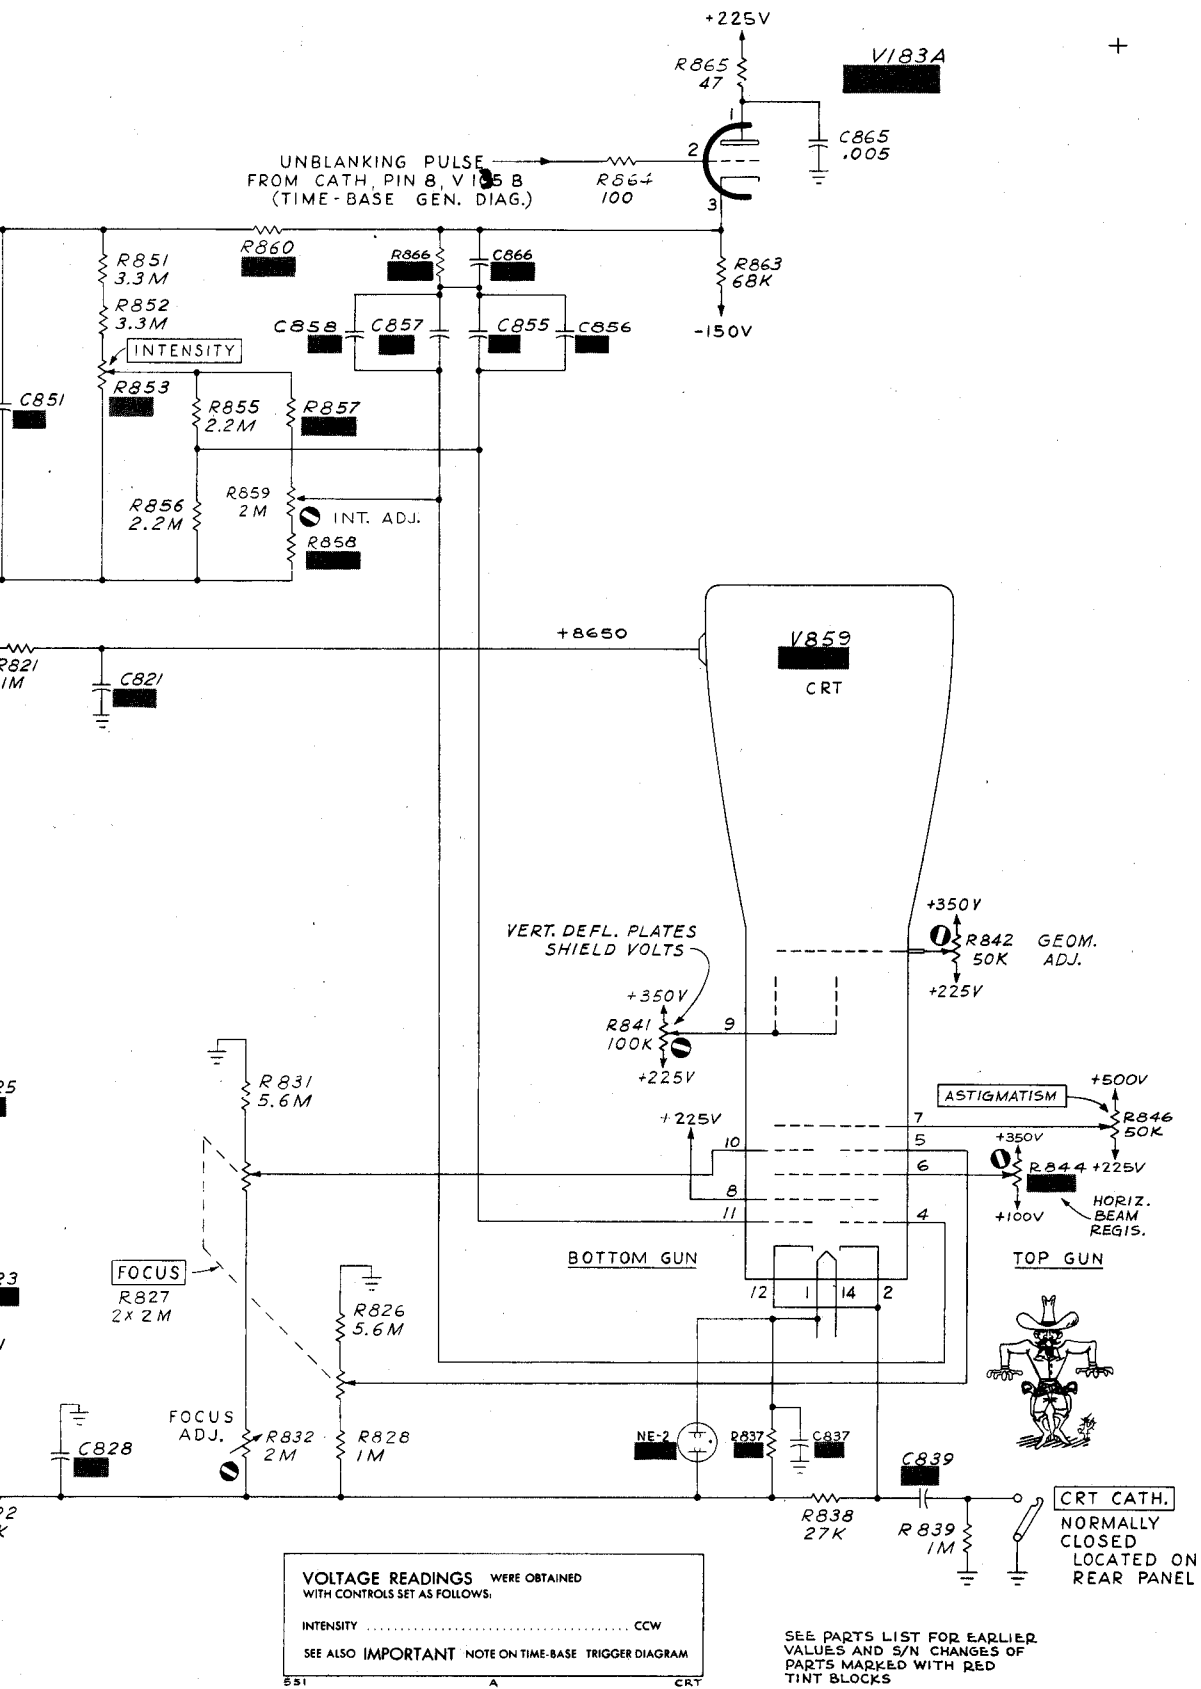 +225V
R865
47
V183A
1
2
3
C865
.005
UNBLANKING PULSE
FROM CATH, PIN 8, B
(TIME-BASE GEN. DIAG.)
R864
100
R860
R866
C866
R863
68K
-150V
R851
3.3M
R852
3.3M
INTENSITY
R853
C858
C857
C855
C856
C851
R855
2.2M
R857
R856
2.2M
R859
2M
INT. ADJ.
R858
+8650
V859
CRT
R821
1M
C821
VERT. DEFL. PLATES
SHIELD VOLTS
+350V
R842
50K
GEOM.
ADJ.
+225V
+350V
R841
100K
+225V
9
R831
5.6M
+225V
ASTIGMATISM
+500V
R846
50K
+225V
7
10
5
+350V
6
R844
8
+100V
HORIZ.
BEAM
REGIS.
11
4
BOTTOM GUN
TOP GUN
12
1
14
2
FOCUS
R827
2X 2M
R826
5.6M
FOCUS
ADJ.
R832
2M
R828
1M
C828
NE-2
R837
C837
C839
R838
27K
R839
1M
CRT CATH.
NORMALLY
CLOSED
LOCATED ON
REAR PANEL
VOLTAGE READINGS WERE OBTAINED
WITH CONTROLS SET AS FOLLOWS:
INTENSITY ................................ CCW
SEE ALSO IMPORTANT NOTE ON TIME-BASE TRIGGER DIAGRAM
551
A
CRT
SEE PARTS LIST FOR EARLIER
VALUES AND S/N CHANGES OF
PARTS MARKED WITH RED
TINT BLOCKS